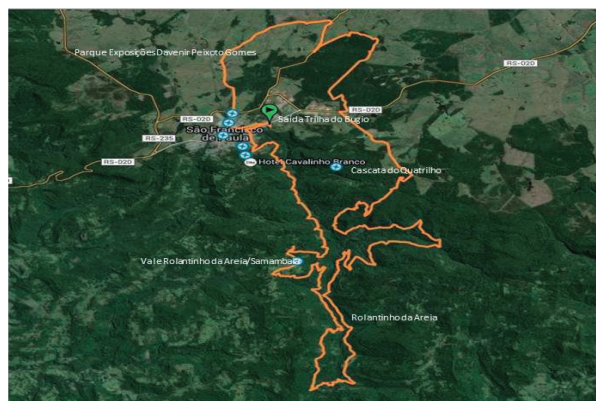 Parque Exposições Davenir Peixoto Gomes
RS-020
RS-020
Saída Trilha do Bugio
RS-020
São Francisco
de Paula
RS-235
RS-020
Hotel Cavalinho Branco
Cascata do Quatrilho
Vale Rolantinho da Areia/Samambaia
Rolantinho da Areia